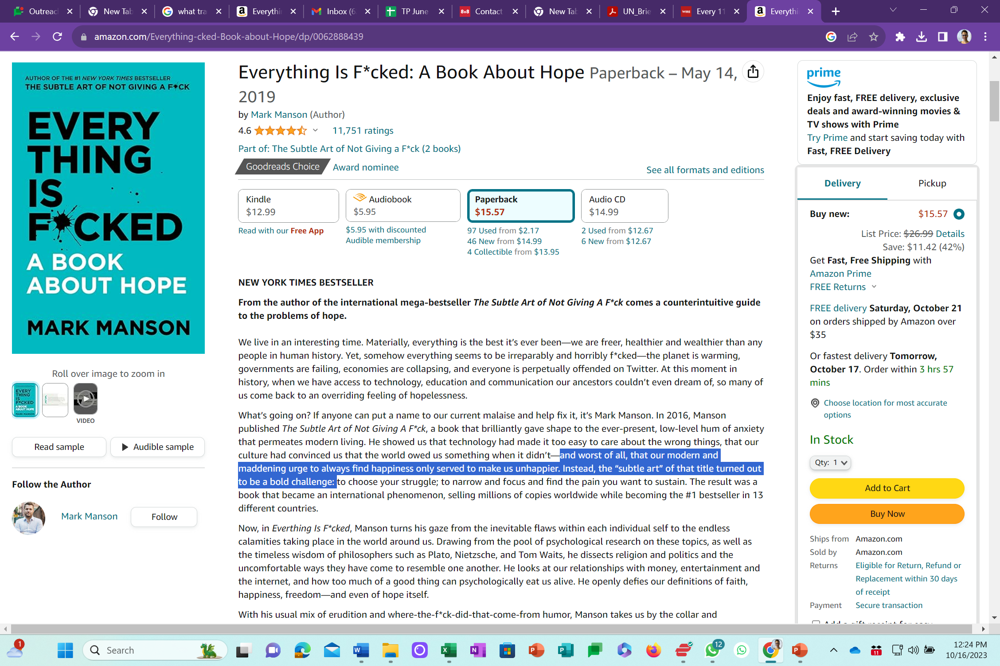 Outreac
New Tab
what tra
Everythi
Inbox (6
TP June
Contact
New Tab
UN_Brie
Every 11
Everythi
amazon.com/Everything-cked-Book-about-Hope/dp/0062888439
AUTHOR OF THE #1 NEW YORK TIMES BESTSELLER
THE SUBTLE ART OF NOT GIVING A F*CK
EVERY
THING
IS
F*CKED
A BOOK
ABOUT HOPE
MARK MANSON
Roll over image to zoom in
VIDEO
Read sample
Audible sample
Follow the Author
Mark Manson
Follow
Everything Is F*cked: A Book About Hope Paperback – May 14,
2019
by Mark Manson (Author)
4.6
11,751 ratings
Part of: The Subtle Art of Not Giving a F*ck (2 books)
Goodreads Choice Award nominee
See all formats and editions
Kindle
$12.99
Read with our Free App
Audiobook
$5.95
$5.95 with discounted
Audible membership
Paperback
$15.57
97 Used from $2.17
46 New from $14.99
4 Collectible from $13.95
Audio CD
$14.99
2 Used from $12.67
6 New from $12.67
NEW YORK TIMES BESTSELLER
From the author of the international mega-bestseller The Subtle Art of Not Giving A F*ck comes a counterintuitive guide
to the problems of hope.
We live in an interesting time. Materially, everything is the best it’s ever been—we are freer, healthier and wealthier than any
people in human history. Yet, somehow everything seems to be irreparably and horribly f*cked—the planet is warming,
governments are failing, economies are collapsing, and everyone is perpetually offended on Twitter. At this moment in
history, when we have access to technology, education and communication our ancestors couldn’t even dream of, so many of
us come back to an overriding feeling of hopelessness.
What’s going on? If anyone can put a name to our current malaise and help fix it, it’s Mark Manson. In 2016, Manson
published The Subtle Art of Not Giving A F*ck, a book that brilliantly gave shape to the ever-present, low-level hum of anxiety
that permeates modern living. He showed us that technology had made it too easy to care about the wrong things, that our
culture had convinced us that the world owed us something when it didn’t—and worst of all, that our modern and
maddening urge to always find happiness only served to make us unhappier. Instead, the “subtle art” of that title turned out
to be a bold challenge: to choose your struggle; to narrow and focus and find the pain you want to sustain. The result was a
book that became an international phenomenon, selling millions of copies worldwide while becoming the #1 bestseller in 13
different countries.
Now, in Everthing Is F*cked, Manson turns his gaze from the inevitable flaws within each individual self to the endless
calamities taking place in the world around us. Drawing from the pool of psychological research on these topics, as well as
the timeless wisdom of philosophers such as Plato, Nietzsche, and Tom Waits, he dissects religion and politics and the
uncomfortable ways they have come to resemble one another. He looks at our relationships with money, entertainment and
the internet, and how too much of a good thing can psychologically eat us alive. He openly defies our definitions of faith,
happiness, freedom—and even of hope itself.
With his usual mix of erudition and where-the-f*ck-did-that-come-from humor, Manson takes us by the collar and
prime
Enjoy fast, FREE delivery, exclusive
deals and award-winning movies &
TV shows with Prime
Try Prime and start saving today with
Fast, FREE Delivery
Delivery
Pickup
Buy new:
$15.57
List Price: $26.99 Details
Save: $11.42 (42%)
Get Fast, Free Shipping with
Amazon Prime
FREE Returns
FREE delivery Saturday, October 21
on orders shipped by Amazon over
$35
Or fastest delivery Tomorrow,
October 17. Order within 3 hrs 57
mins
Choose location for most accurate
options
In Stock
Qty: 1
Add to Cart
Buy Now
Ships from Amazon.com
Sold by Amazon.com
Returns Eligible for Return, Refund or
Replacement within 30 days
of receipt
Payment Secure transaction
1
Search
12
11
12:24 PM
10/16/2023